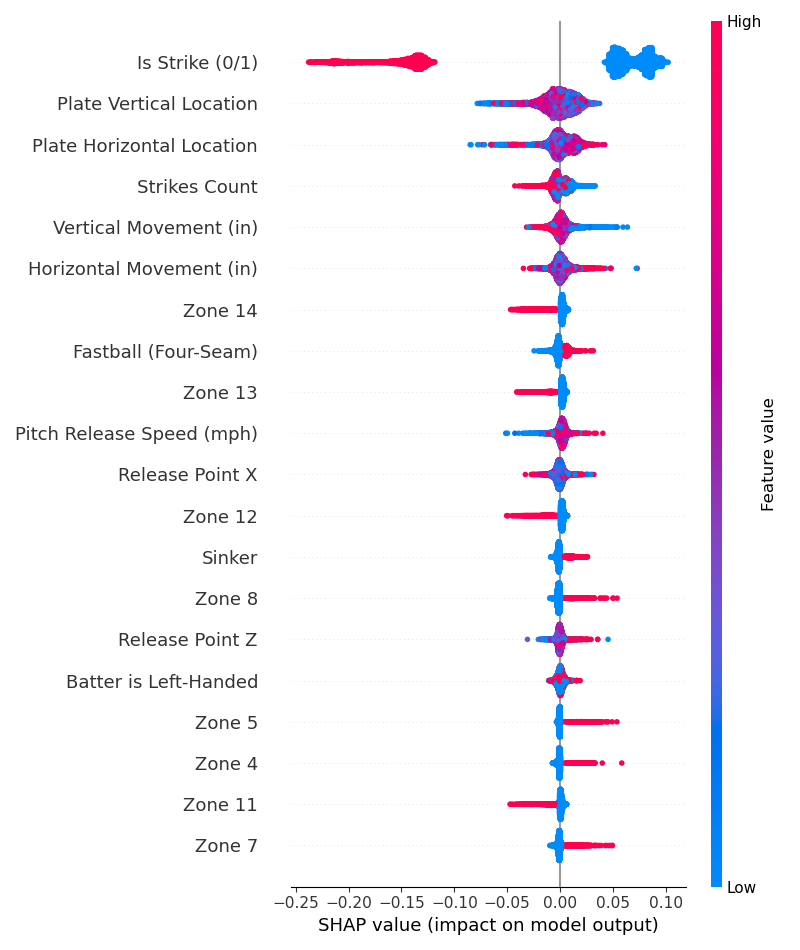 High
Is Strike (0/1)
Plate Vertical Location
Plate Horizontal Location
Strikes Count
Vertical Movement (in)
Horizontal Movement (in)
Zone 14
Fastball (Four-Seam)
Zone 13
Pitch Release Speed (mph)
Release Point X
Zone 12
Sinker
Zone 8
Release Point Z
Batter is Left-Handed
Zone 5
Zone 4
Zone 11
Zone 7
Feature value
Low
−0.25 −0.20 −0.15 −0.10 −0.05 0.00 0.05 0.10
SHAP value (impact on model output)